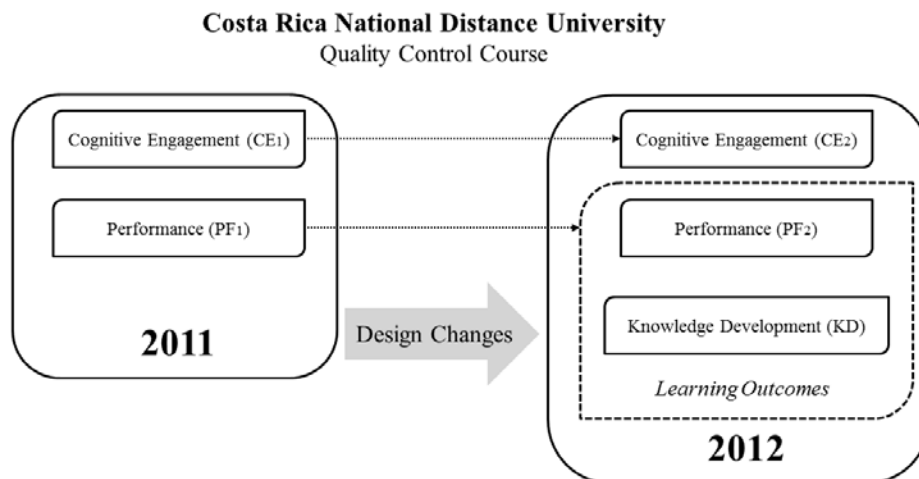 Costa Rica National Distance University
Quality Control Course
Cognitive Engagement (CE1)
Performance (PF1)
2011
Design Changes
Cognitive Engagement (CE2)
Performance (PF2)
Knowledge Development (KD)
Learning Outcomes
2012